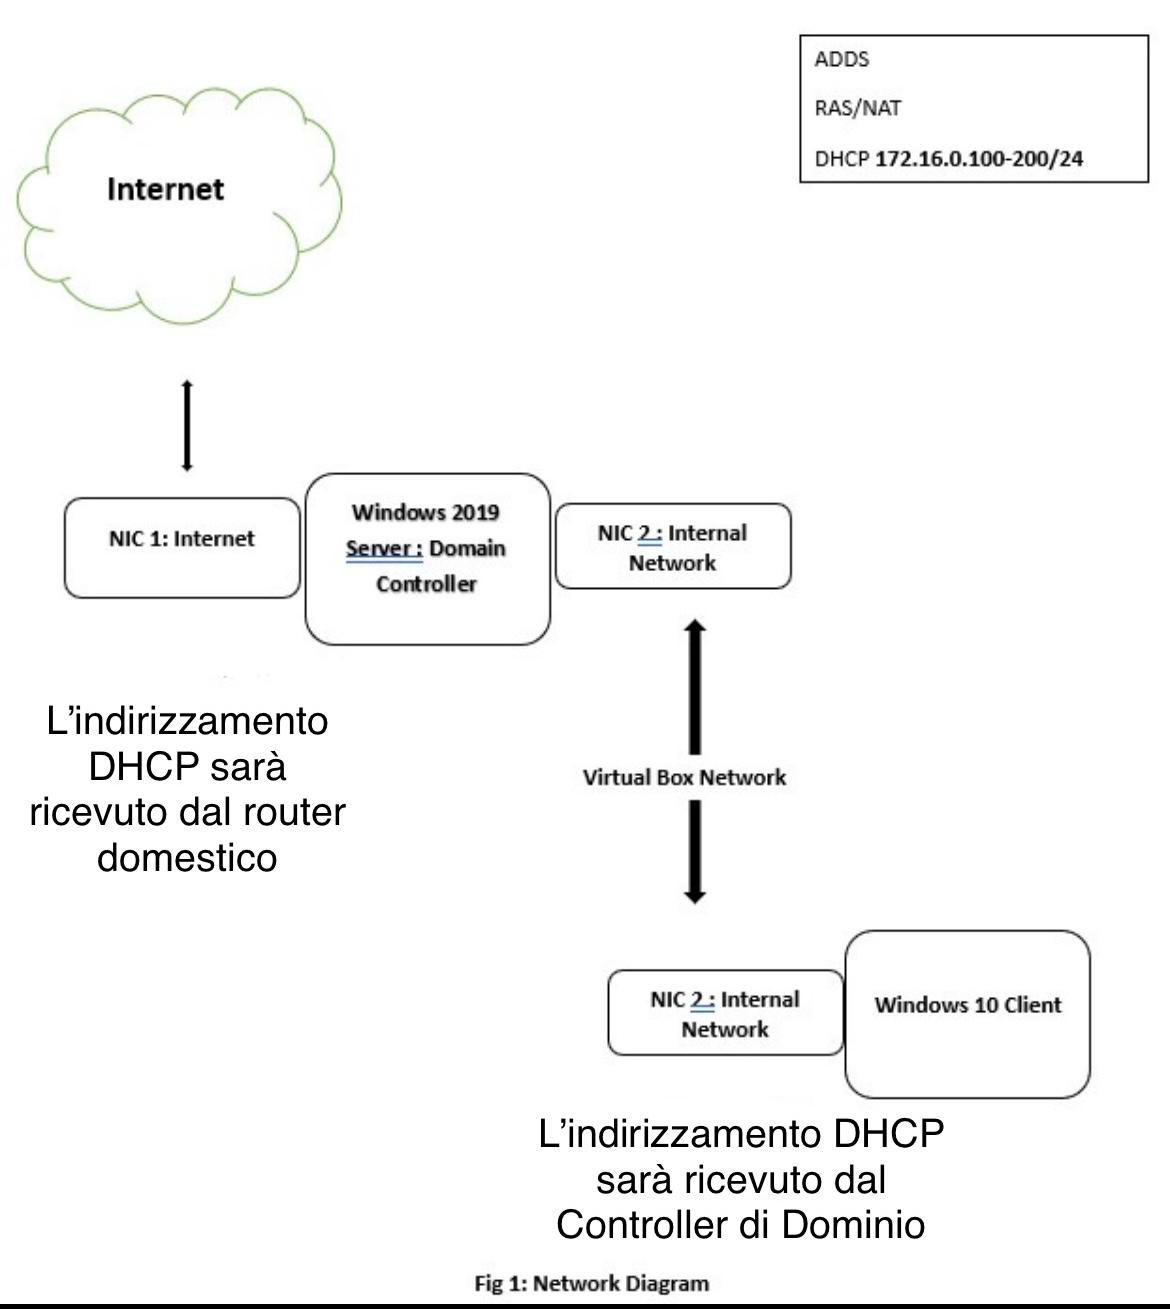 ADDS
RAS/NAT
DHCP 172.16.0.100-200/24
Internet
NIC 1: Internet
Windows 2019
Server : Domain
Controller
NIC 2 : Internal
Network
L’indirizzamento
DHCP sarà
ricevuto dal router
domestico
Virtual Box Network
NIC 2 : Internal
Network
Windows 10 Client
L’indirizzamento DHCP
sarà ricevuto dal
Controller di Dominio
Fig 1: Network Diagram